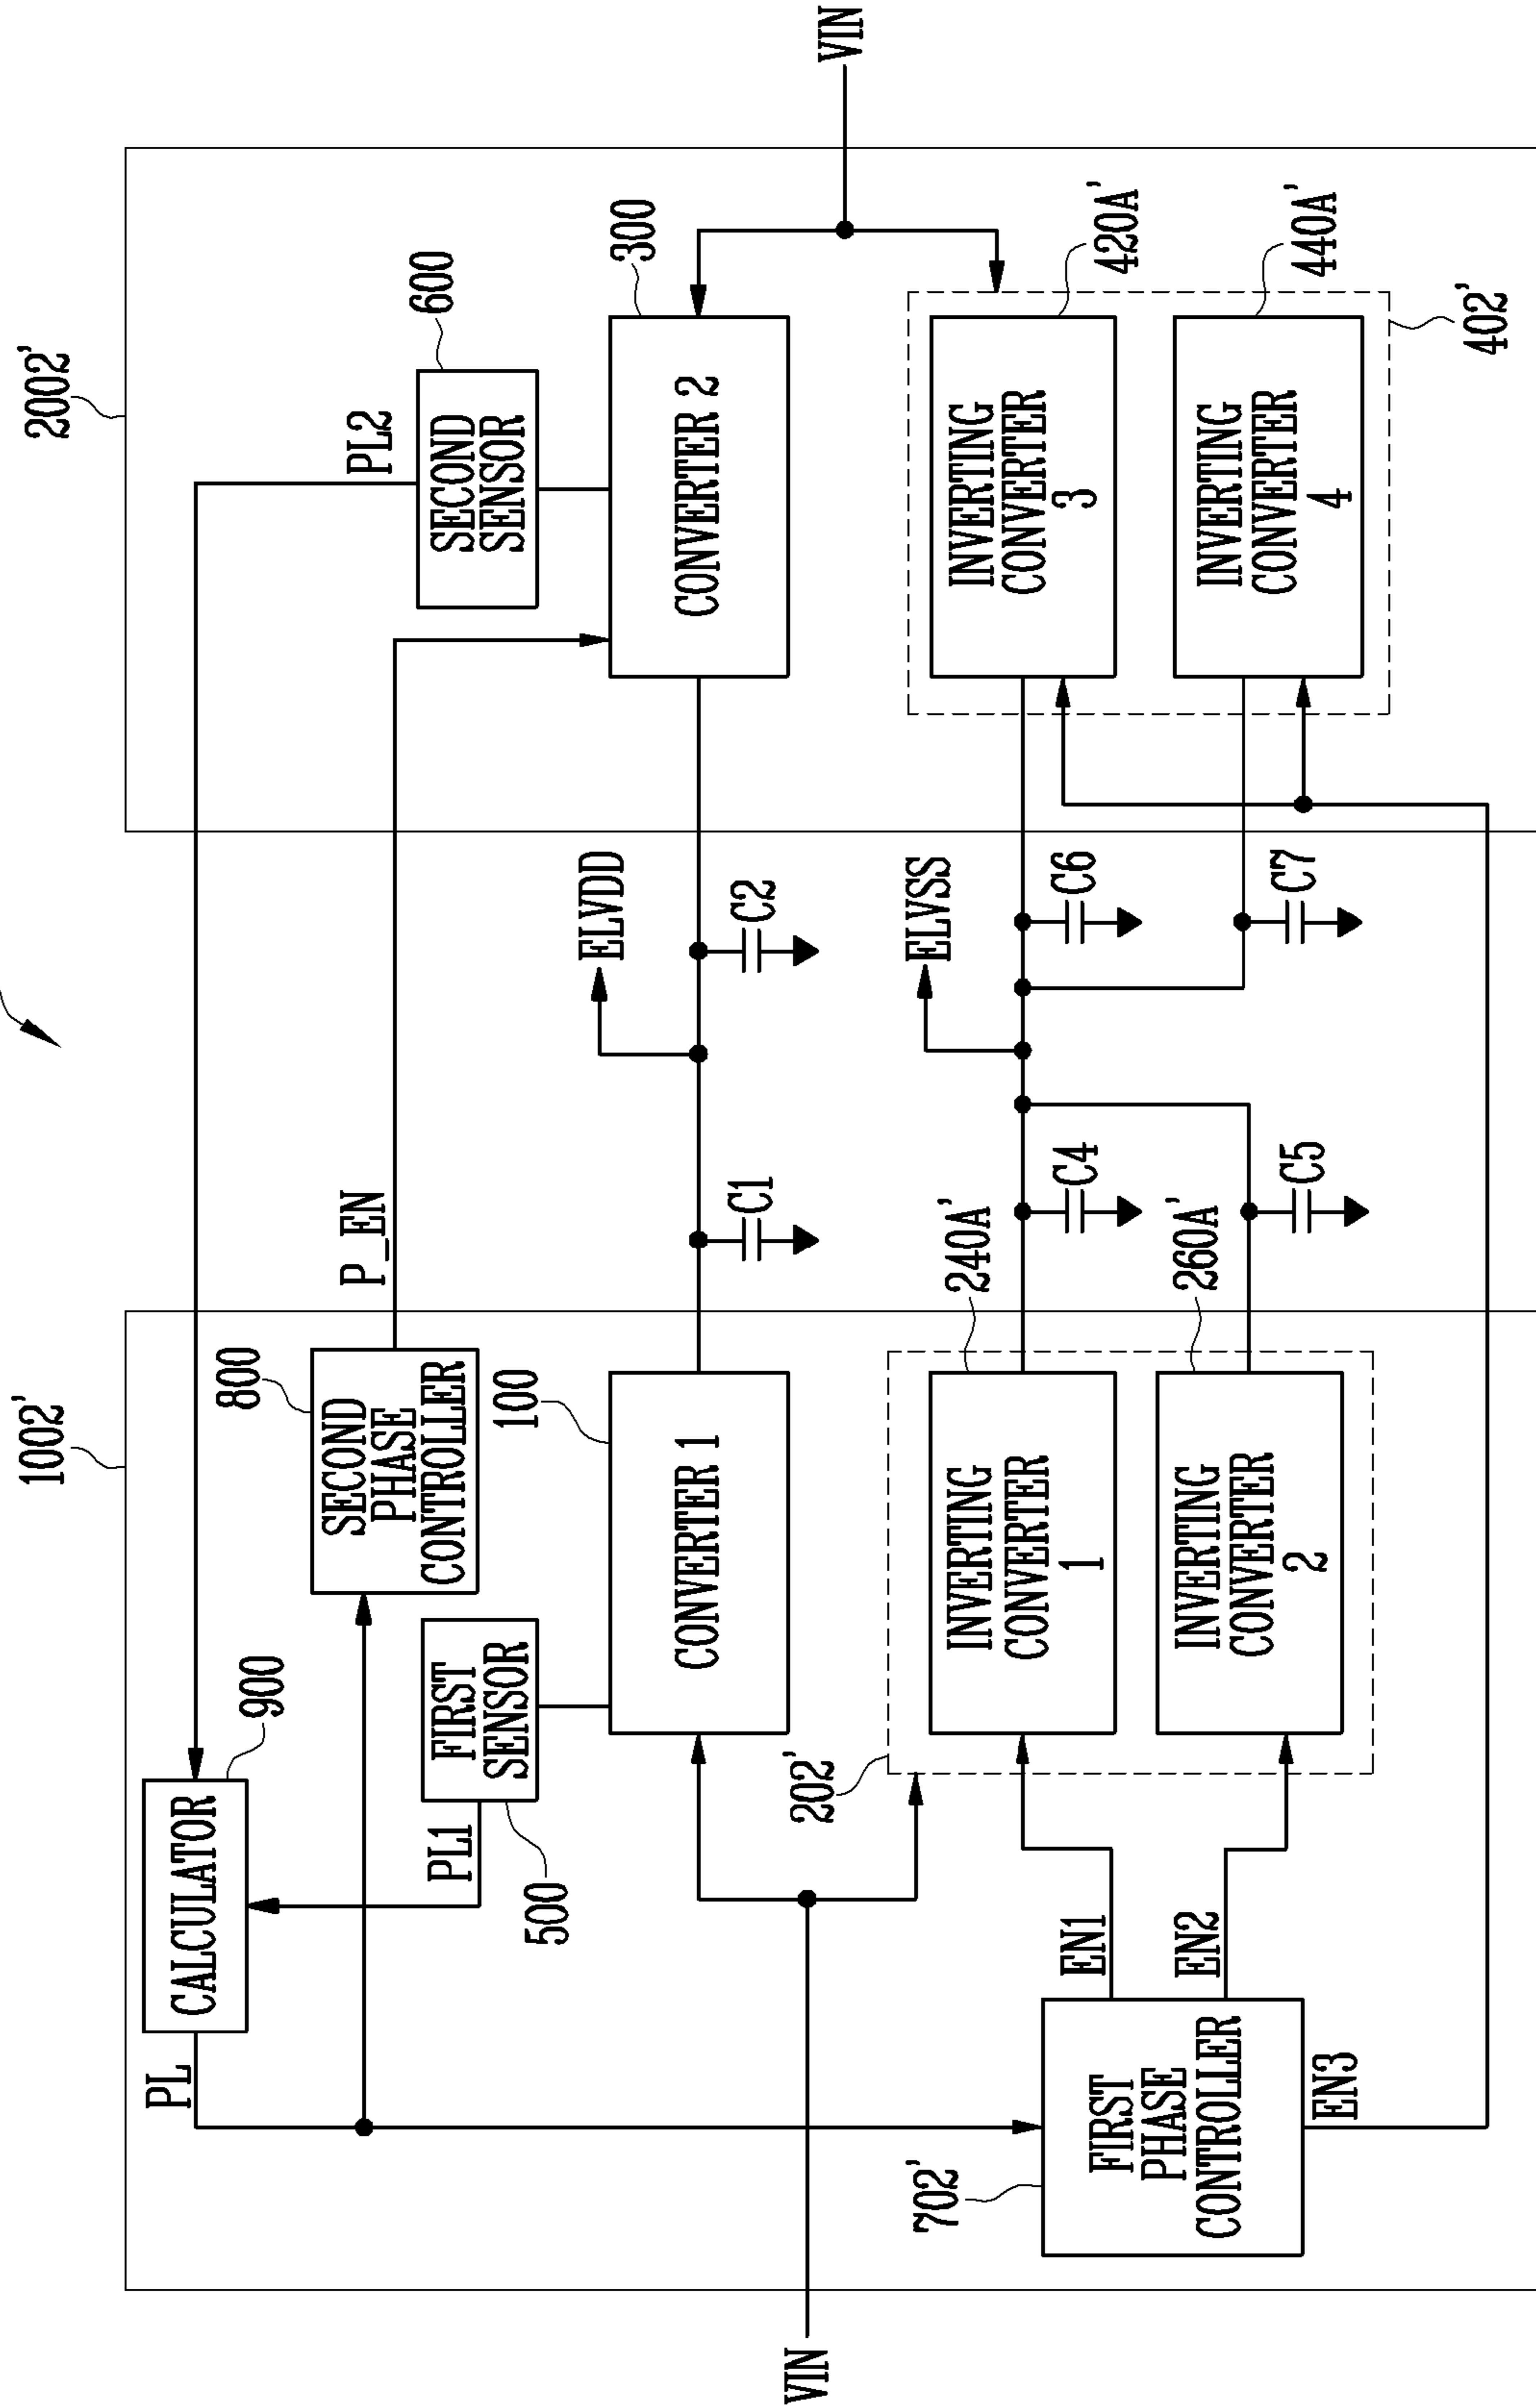 1002'
2002'
CALCULATOR
900
PL
PL2
SECOND
PHASE
CONTROLLER
800
P_EN
FIRST
SENSOR
PL1
500
SECOND
SENSOR
600
CONVERTER 1
100
ELVDD
C1
C2
CONVERTER 2
300
VIN
VIN
202'
INVERTING
CONVERTER
1
240A'
ELVSS
C4
C6
INVERTING
CONVERTER
3
420A'
FIRST
PHASE
CONTROLLER
702'
EN1
EN2
EN3
INVERTING
CONVERTER
2
260A'
C5
C7
INVERTING
CONVERTER
4
440A'
402'